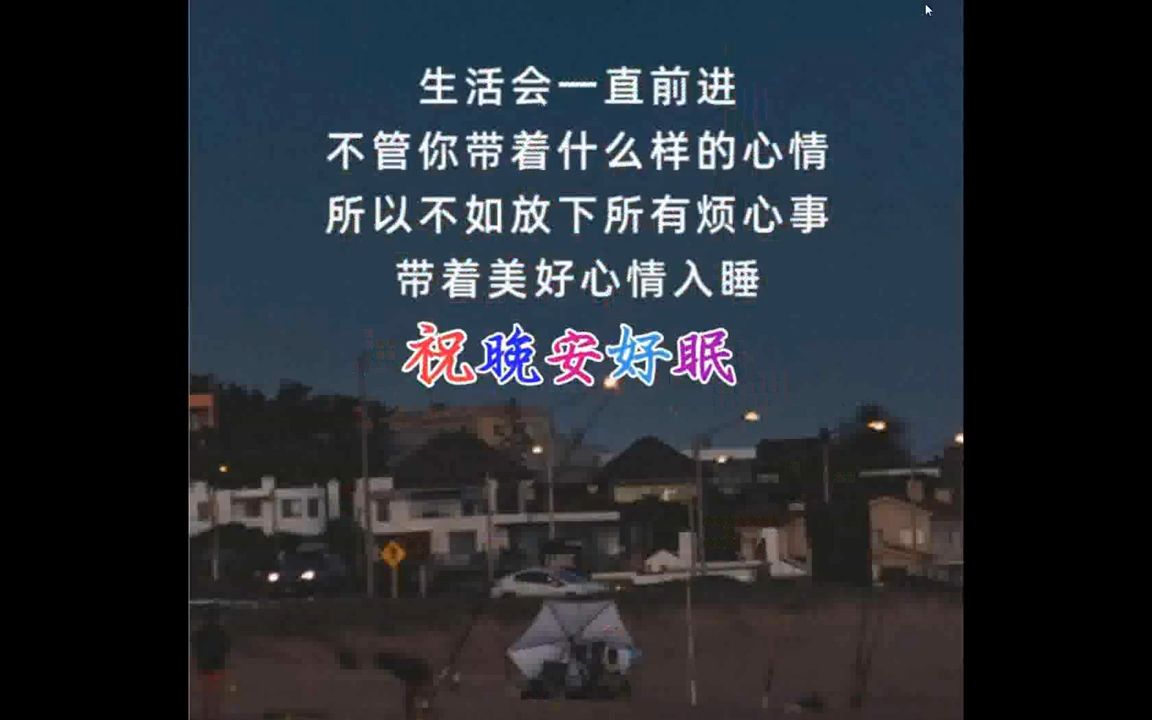 生活会一直前进
不管你带着什么样的心情
所以不如放下所有烦心事
带着美好心情入睡
祝晚安好眠